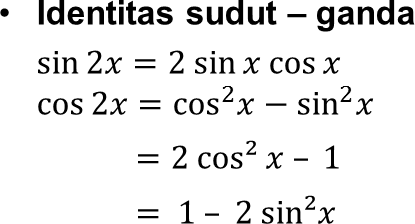 • Identitas sudut – ganda
sin 2x = 2 sin x cos x
cos 2x = cos²x − sin²x
= 2 cos² x – 1
= 1 – 2 sin²x